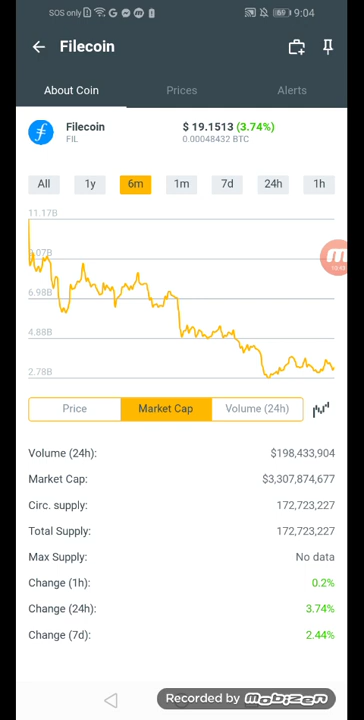 SOS only 69 9:04
Filecoin
About Coin Prices Alerts
Filecoin $ 19.1513 (3.74%)
FIL 0.00048432 BTC
All 1y 6m 1m 7d 24h 1h
11.17B
9.07B
6.98B
4.88B
2.78B
Price Market Cap Volume (24h)
Volume (24h): $198,433,904
Market Cap: $3,307,874,677
Circ. supply: 172,723,227
Total Supply: 172,723,227
Max Supply: No data
Change (1h): 0.2%
Change (24h): 3.74%
Change (7d): 2.44%
Recorded by mobizen